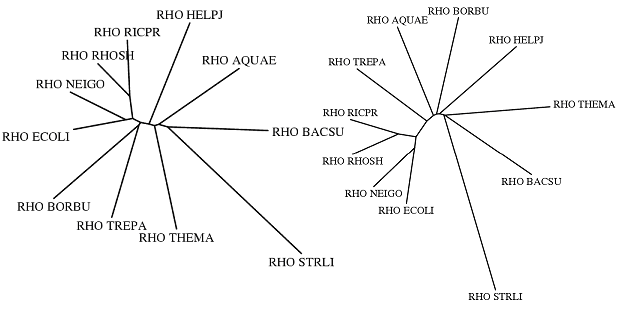 RHO HELPJ
RHO RICPR
RHO RHOSH
RHO AQUAE
RHO NEIGO
RHO ECOLI
RHO BACSU
RHO BORBU
RHO TREPA
RHO THEMA
RHO STRLI
RHO BORBU
RHO AQUAE
RHO HELPJ
RHO TREPA
RHO THEMA
RHO RICPR
RHO RHOSH
RHO BACSU
RHO NEIGO
RHO ECOLI
RHO STRLI